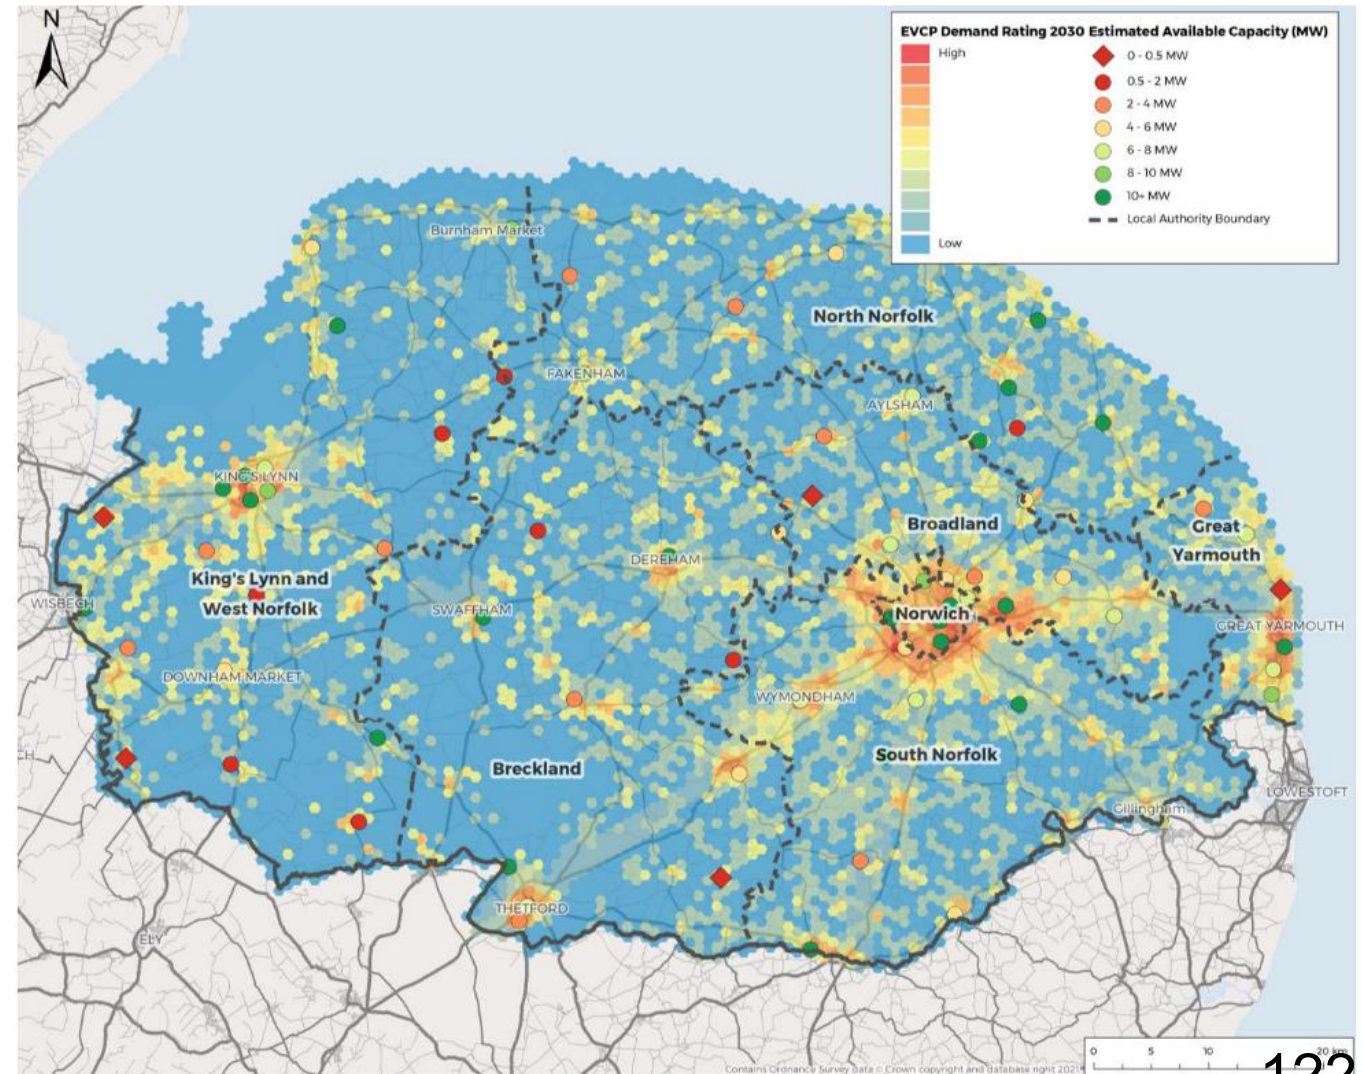 N
EVCP Demand Rating 2030 Estimated Available Capacity (MW)
High
0 - 0.5 MW
0.5 - 2 MW
2 - 4 MW
4 - 6 MW
6 - 8 MW
8 - 10 MW
10+ MW
Local Authority Boundary
Low
Burnham Market
North Norfolk
FAKENHAM
AYLSHAM
KING'S LYNN
Broadland
Great
Yarmouth
DEREHAM
King's Lynn and
West Norfolk
WISBECH
SWAFFHAM
Norwich
GREAT YARMOUTH
DOWNHAM MARKET
WYMONDHAM
South Norfolk
Breckland
LOWESTOFT
Gillingham
THETFORD
ELY
0 5 10 20 km
Contains Ordnance Survey data © Crown copyright and database right
122